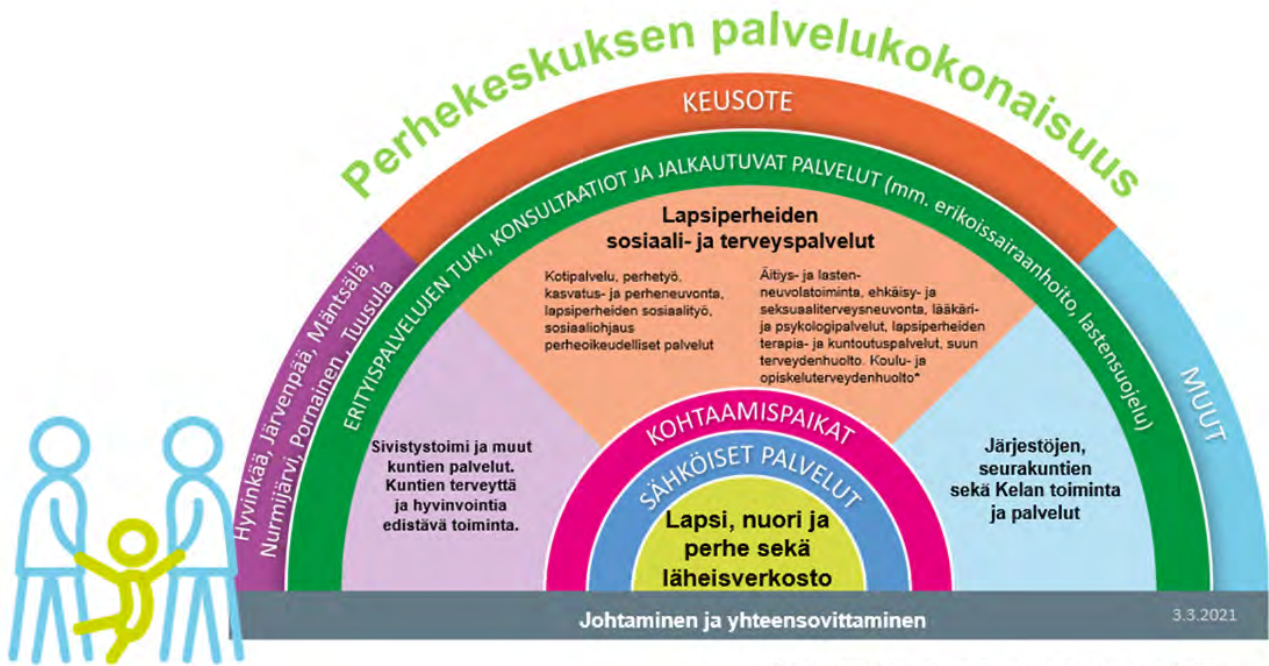 Perhekeskuksen palvelukokonaisuus
KEUSOTE
ERITYISPALVELUJEN TUKI, KONSULTAATIOT JA JALKAUTUVAT PALVELUT (mm. erikoissairaanhoito, lastensuojelu)
Hyvinkää, Järvenpää, Mäntsälä,
Nurmijärvi, Pornainen, Tuusula
MUUT
Lapsiperheiden
sosiaali- ja terveyspalvelut
Kotipalvelu, perhetyö,
kasvatus- ja perheneuvonta,
lapsiperheiden sosiaalityö,
sosiaaliohjaus
perheoikeudelliset palvelut
Äitiys- ja lasten-
neuvolatoiminta, ehkäisy- ja
seksuaaliterveysneuvonta, lääkäri-
ja psykologipalvelut, lapsiperheiden
terapia- ja kuntoutuspalvelut, suun
terveydenhuolto. Koulu- ja
opiskeluterveydenhuolto*
Sivistystoimi ja muut
kuntien palvelut.
Kuntien terveyttä
ja hyvinvointia
edistävä toiminta.
Järjestöjen,
seurakuntien
sekä Kelan toiminta
ja palvelut
KOHTAAMISPAIKAT
SÄHKÖISET PALVELUT
Lapsi, nuori ja
perhe sekä
läheisverkosto
Johtaminen ja yhteensovittaminen
3.3.2021